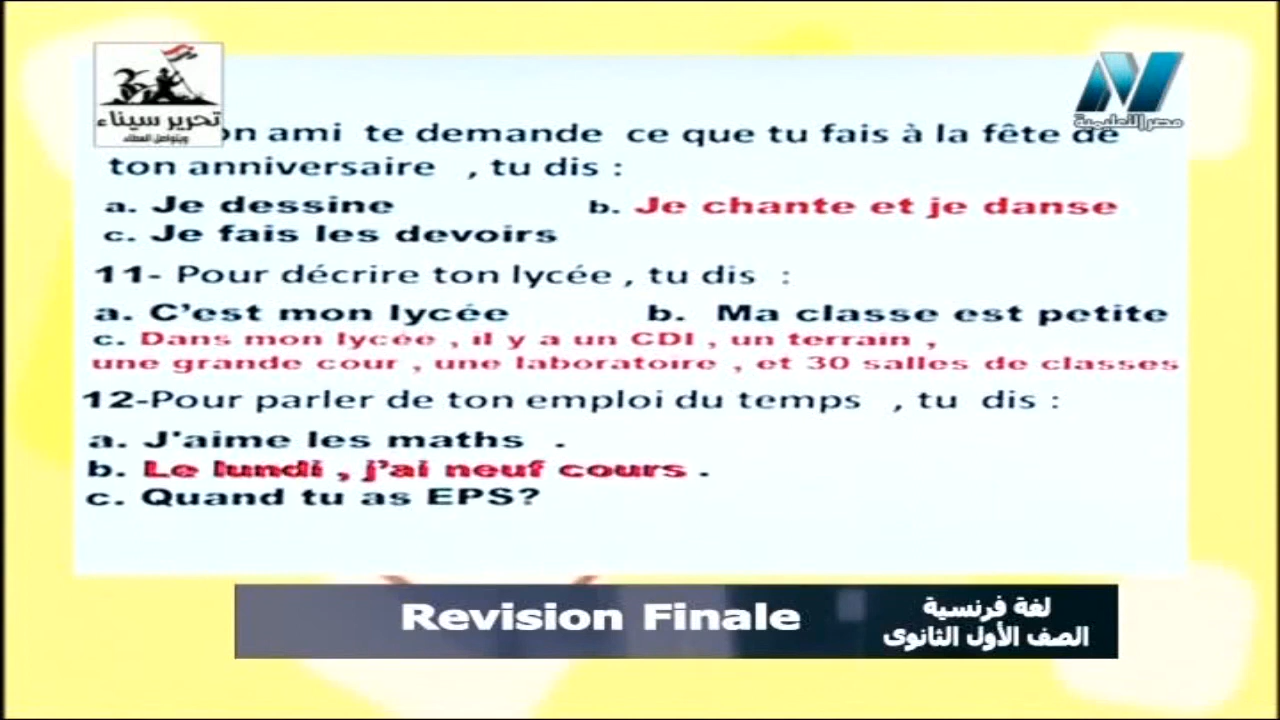 تحرير سيناء
ويتواصل العطاء
مصر التعليمية
on ami te demande ce que tu fais à la fête de
ton anniversaire , tu dis :
a. Je dessine b. Je chante et je danse
c. Je fais les devoirs
11- Pour décrire ton lycée , tu dis :
a. C'est mon lycée b. Ma classe est petite
c. Dans mon lycée , il y a un CDI , un terrain ,
une grande cour , une laboratoire , et 30 salles de classes
12-Pour parler de ton emploi du temps , tu dis :
a. J'aime les maths .
b. Le lundi , j'ai neuf cours .
c. Quand tu as EPS?
Revision Finale
لغة فرنسية
الصف الأول الثانوى